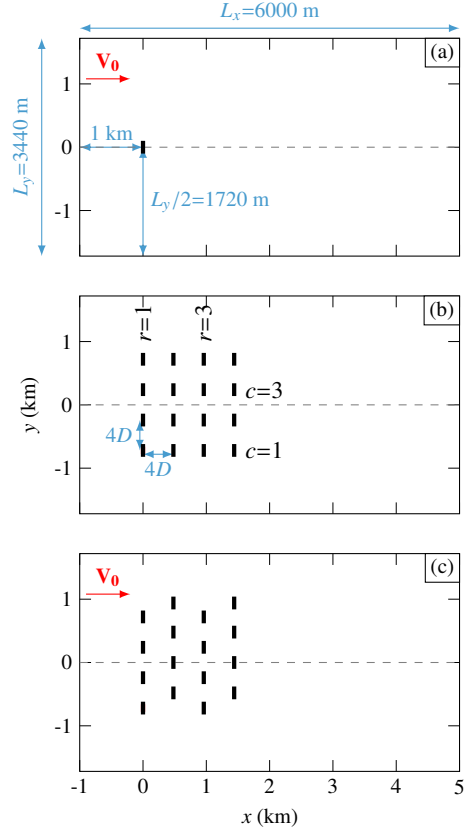 L_x=6000 m
(a)
V_0
1
1 km
0
L_y=3440 m
L_y/2=1720 m
-1
(b)
r=1
r=3
1
c=3
0
y (km)
4D
c=1
-1
4D
(c)
V_0
1
0
-1
-1 0 1 2 3 4 5
x (km)